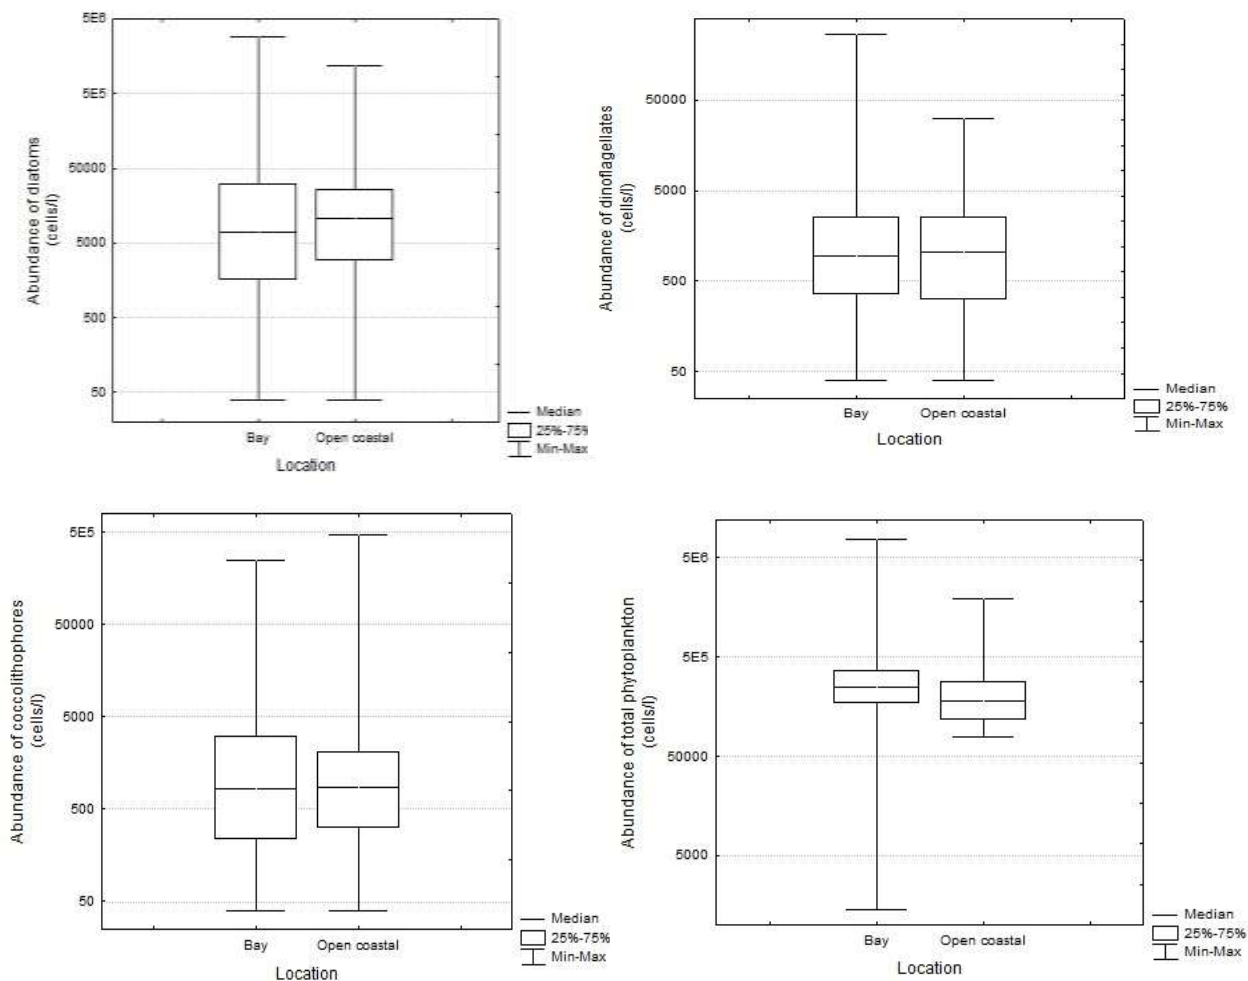 Abundance of diatoms
(cells/l)
5E6
5E5
50000
5000
500
50
Bay
Open coastal
Location
Median
25%-75%
Min-Max
Abundance of dinoflagellates
(cells/l)
50000
5000
500
50
Bay
Open coastal
Location
Median
25%-75%
Min-Max
Abundance of coccolithophores
(cells/l)
5E5
50000
5000
500
50
Bay
Open coastal
Location
Median
25%-75%
Min-Max
Abundance of total phytoplankton
(cells/l)
5E6
5E5
50000
5000
Bay
Open coastal
Location
Median
25%-75%
Min-Max